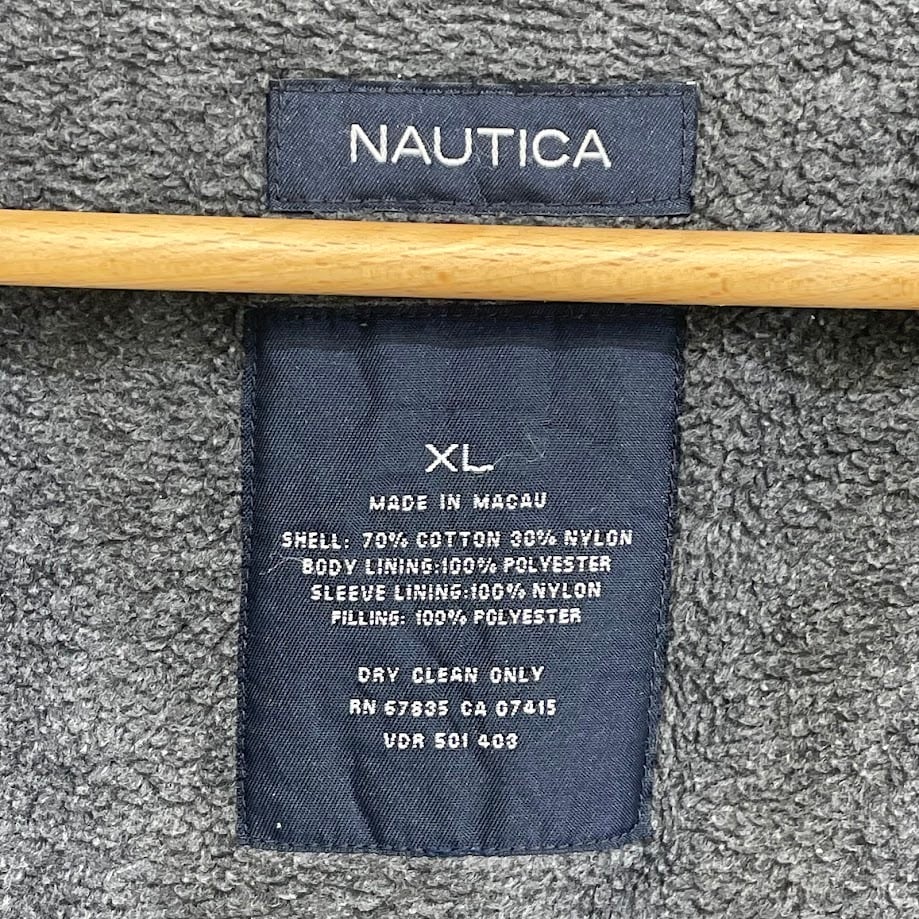 NAUTICA
XL
MADE IN MACAU
SHELL: 70% COTTON 30% NYLON
BODY LINING:100% POLYESTER
SLEEVE LINING:100% NYLON
FILLING: 100% POLYESTER
DRY CLEAN ONLY
RN 67835 CA 07415
VDR 501 403